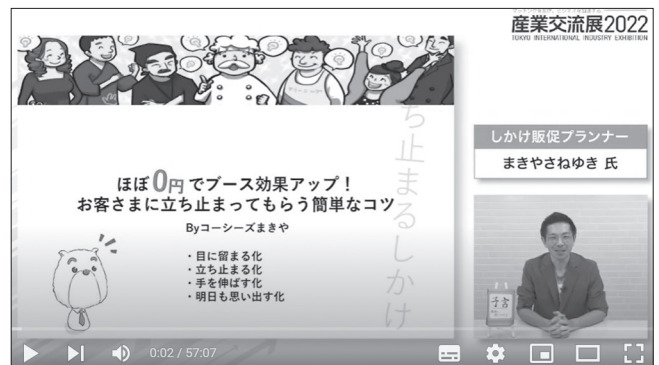 産業交流展2022
TOKYO INTERNATIONAL INDUSTRY EXHIBITION
しかけ販促プランナー
まきやさねゆき 氏
ち止まるしかけ
ほぼ0円でブース効果アップ！
お客さまに立ち止まってもらう簡単なコツ
Byコーシーズまきや
・目に留まる化
・立ち止まる化
・手を伸ばす化
・明日も思い出す化
0:02 / 57:07